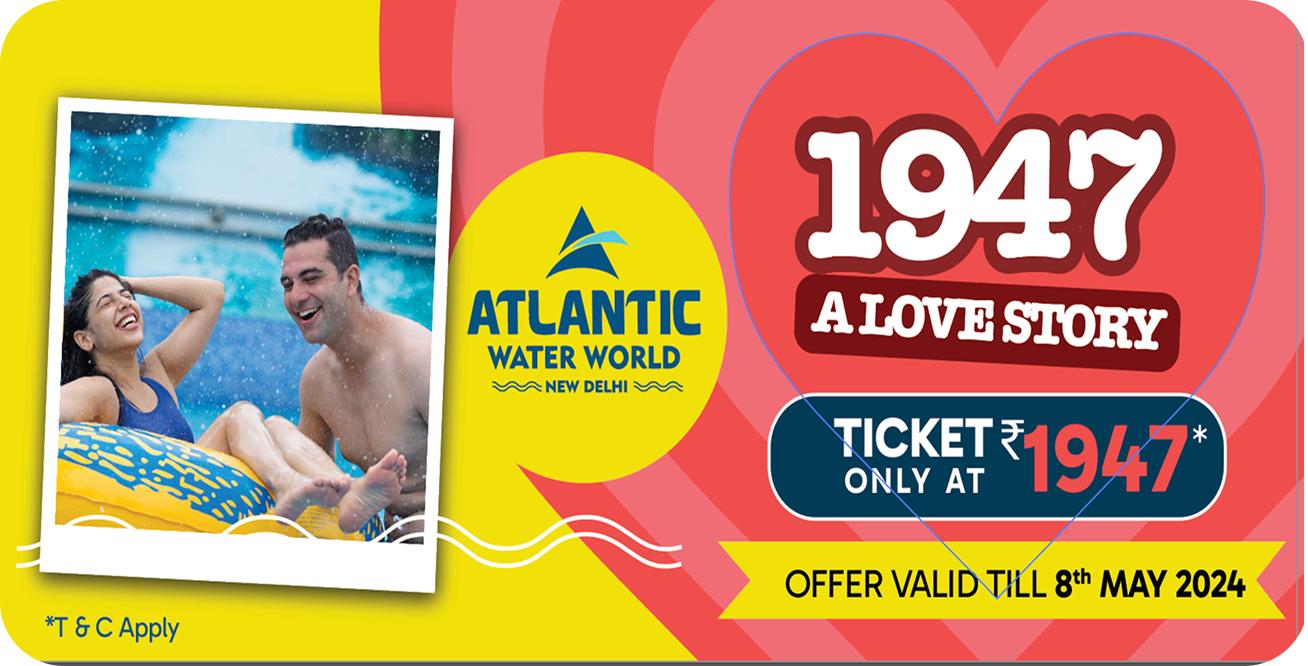 ATLANTIC
WATER WORLD
NEW DELHI
1947
A LOVE STORY
TICKET
ONLY AT
₹1947*
OFFER VALID TILL 8th MAY 2024
*T & C Apply